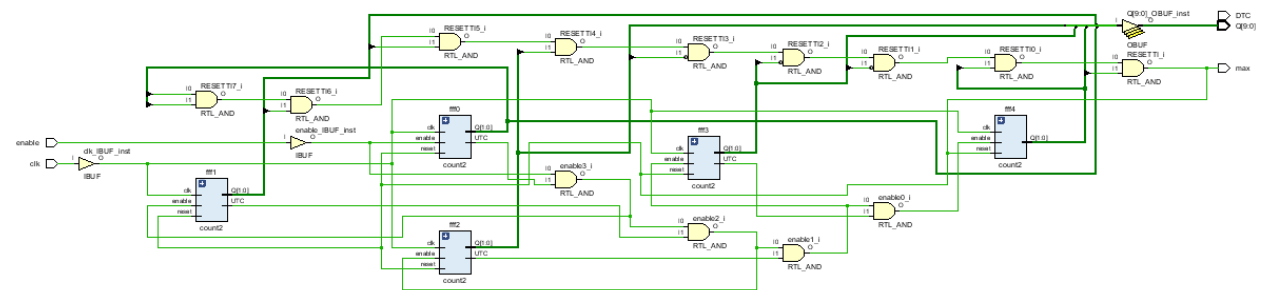 Q[9:0]_OBUF_inst
I O
OBUF
DTC
Q[9:0]
RESETTI5_i
I0 O
I1
RTL_AND
RESETTI4_i
I0 O
I1
RTL_AND
RESETTI3_i
I0 O
I1
RTL_AND
RESETTI2_i
I0 O
I1
RTL_AND
RESETTI1_i
I0 O
I1
RTL_AND
RESETTI0_i
I0 O
I1
RTL_AND
RESETTI_i
I0 O
I1
RTL_AND
max
RESETTI7_i
I0 O
I1
RTL_AND
RESETTI6_i
I0 O
I1
RTL_AND
enable
enable_IBUF_inst
I O
IBUF
clk
clk_IBUF_inst
I O
IBUF
ffff0
clk Q[1:0]
enable UTC
reset
count2
ffff3
clk Q[1:0]
enable UTC
reset
count2
ffff4
clk Q[1:0]
enable UTC
reset
count2
ffff1
clk Q[1:0]
enable UTC
reset
count2
enable3_i
I0 O
I1
RTL_AND
enable0_i
I0 O
I1
RTL_AND
ffff2
clk Q[1:0]
enable UTC
reset
count2
enable2_i
I0 O
I1
RTL_AND
enable1_i
I0 O
I1
RTL_AND